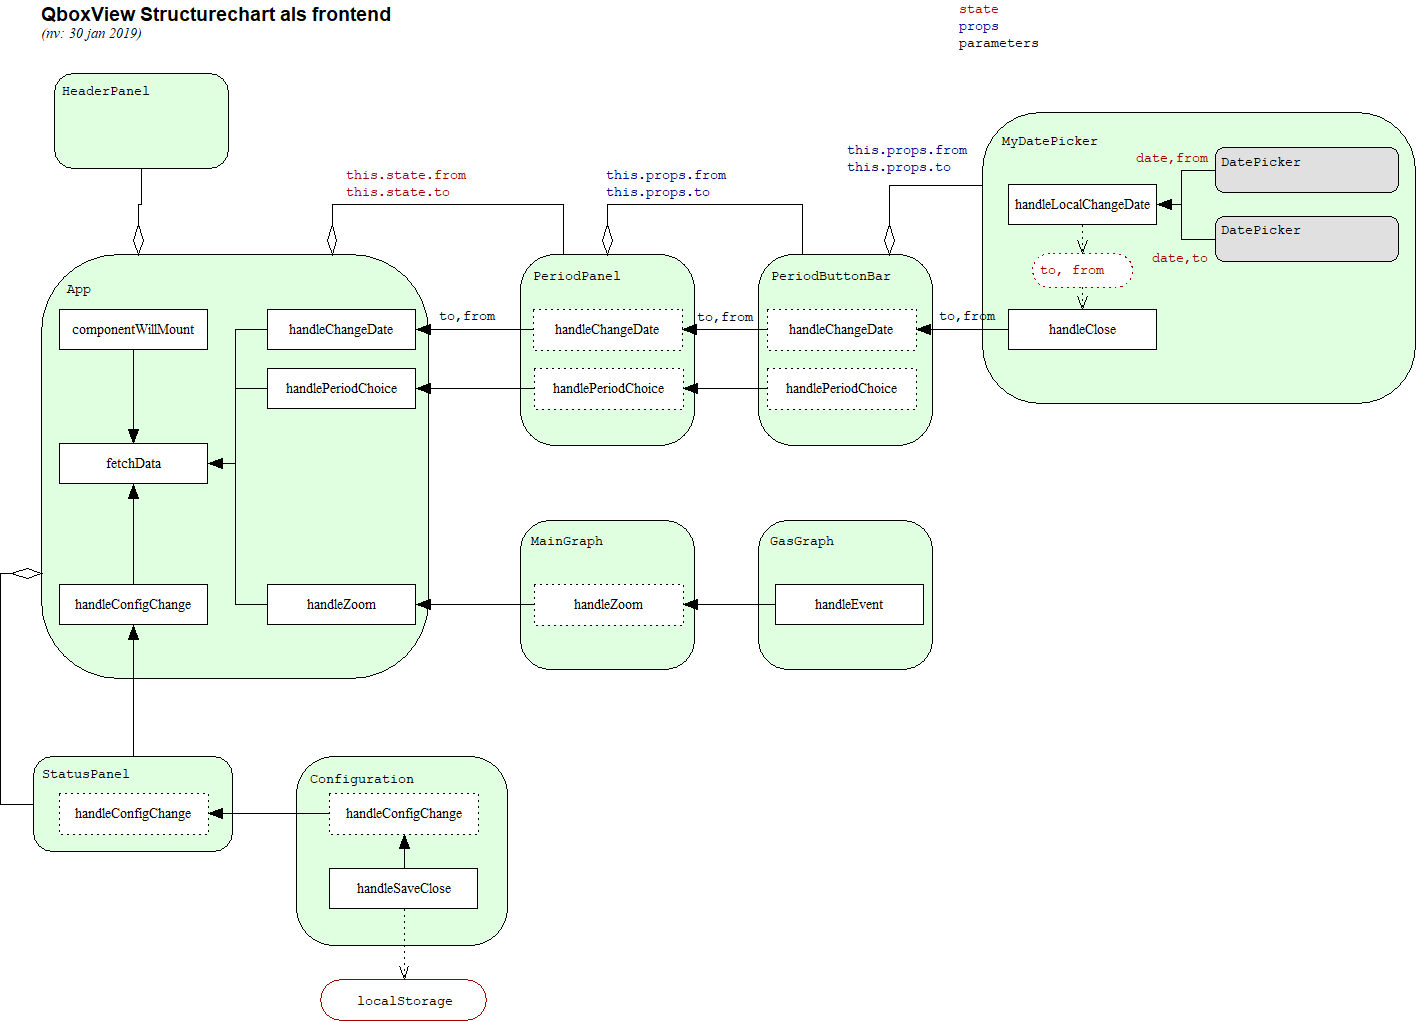 QboxView Structurechart als frontend
(nv: 30 jan 2019)
state
props
parameters
HeaderPanel
this.state.from
this.state.to
this.props.from
this.props.to
this.props.from
this.props.to
MyDatePicker
date,from
DatePicker
handleLocalChangeDate
DatePicker
date,to
to, from
handleClose
App
componentWillMount
handleChangeDate
to,from
PeriodPanel
handleChangeDate
to,from
PeriodButtonBar
handleChangeDate
to,from
handlePeriodChoice
handlePeriodChoice
handlePeriodChoice
fetchData
handleConfigChange
handleZoom
MainGraph
handleZoom
GasGraph
handleEvent
StatusPanel
handleConfigChange
Configuration
handleConfigChange
handleSaveClose
localStorage